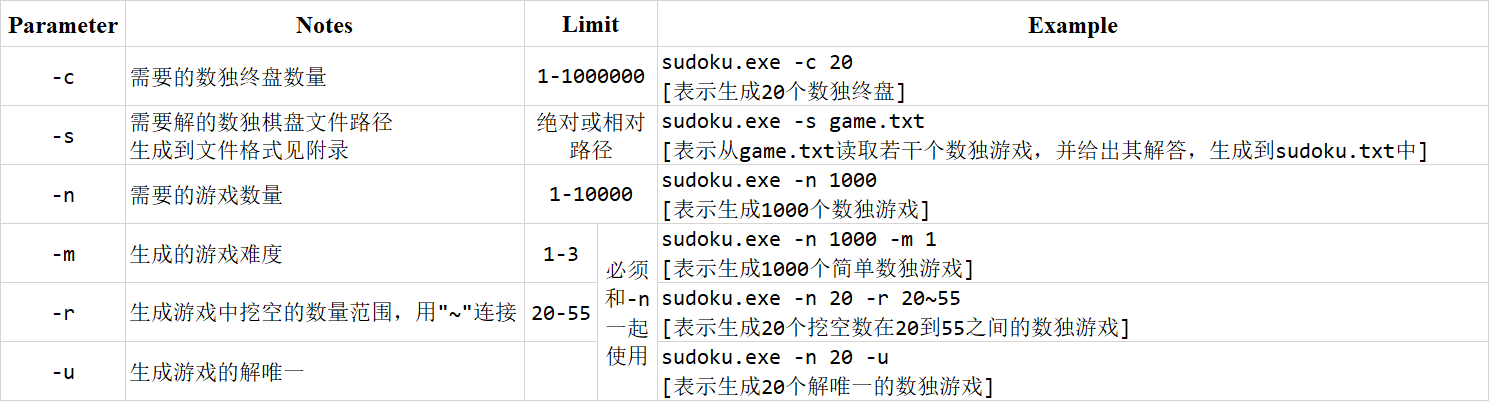 Parameter Notes Limit Example
-c 需要的数独终盘数量 1-1000000 sudoku.exe -c 20
[表示生成20个数独终盘]
-s 需要解的数独棋盘文件路径
生成到文件格式见附录 绝对或相对
路径 sudoku.exe -s game.txt
[表示从game.txt读取若干个数独游戏，并给出其解答，生成到sudoku.txt中]
-n 需要的游戏数量 1-10000 sudoku.exe -n 1000
[表示生成1000个数独游戏]
-m 生成的游戏难度 1-3 sudoku.exe -n 1000 -m 1
[表示生成1000个简单数独游戏]
必须
和-n
一起
使用
-r 生成游戏中挖空的数量范围，用"~"连接 20-55 sudoku.exe -n 20 -r 20~55
[表示生成20个挖空数在20到55之间的数独游戏]
-u 生成游戏的解唯一 sudoku.exe -n 20 -u
[表示生成20个解唯一的数独游戏]